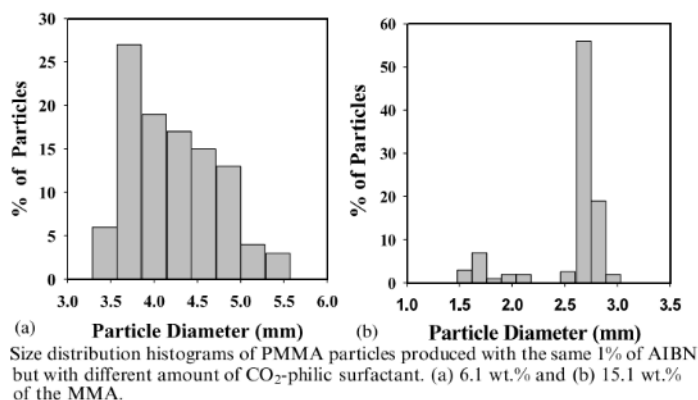 30
25
20
15
10
5
0
% of Particles
3.0 3.5 4.0 4.5 5.0 5.5 6.0
(a) Particle Diameter (mm)
60
50
40
30
20
10
0
% of Particles
1.0 1.5 2.0 2.5 3.0 3.5
(b) Particle Diameter (mm)
Size distribution histograms of PMMA particles produced with the same 1% of AIBN
but with different amount of CO₂-philic surfactant. (a) 6.1 wt.% and (b) 15.1 wt.%
of the MMA.